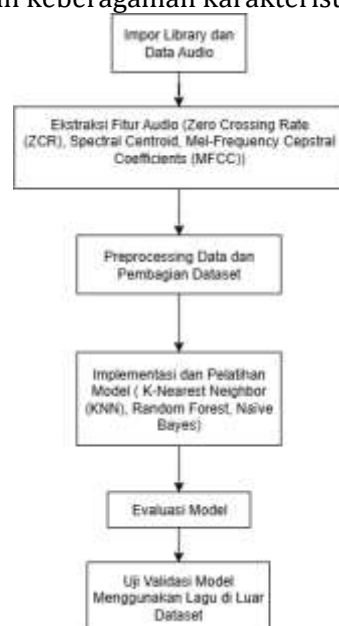 keberagaman karakterist
Impor Library dan
Data Audio
Ekstraksi Fitur Audio (Zero Crossing Rate
(ZCR), Spectral Centroid, Mel-Frequency Cepstral
Coefficients (MFCC))
Preprocessing Data dan
Pembagian Dataset
Implementasi dan Pelatihan
Model ( K-Nearest Neighbor
(KNN), Random Forest, Naïve
Bayes)
Evaluasi Model
Uji Validasi Model
Menggunakan Lagu di Luar
Dataset